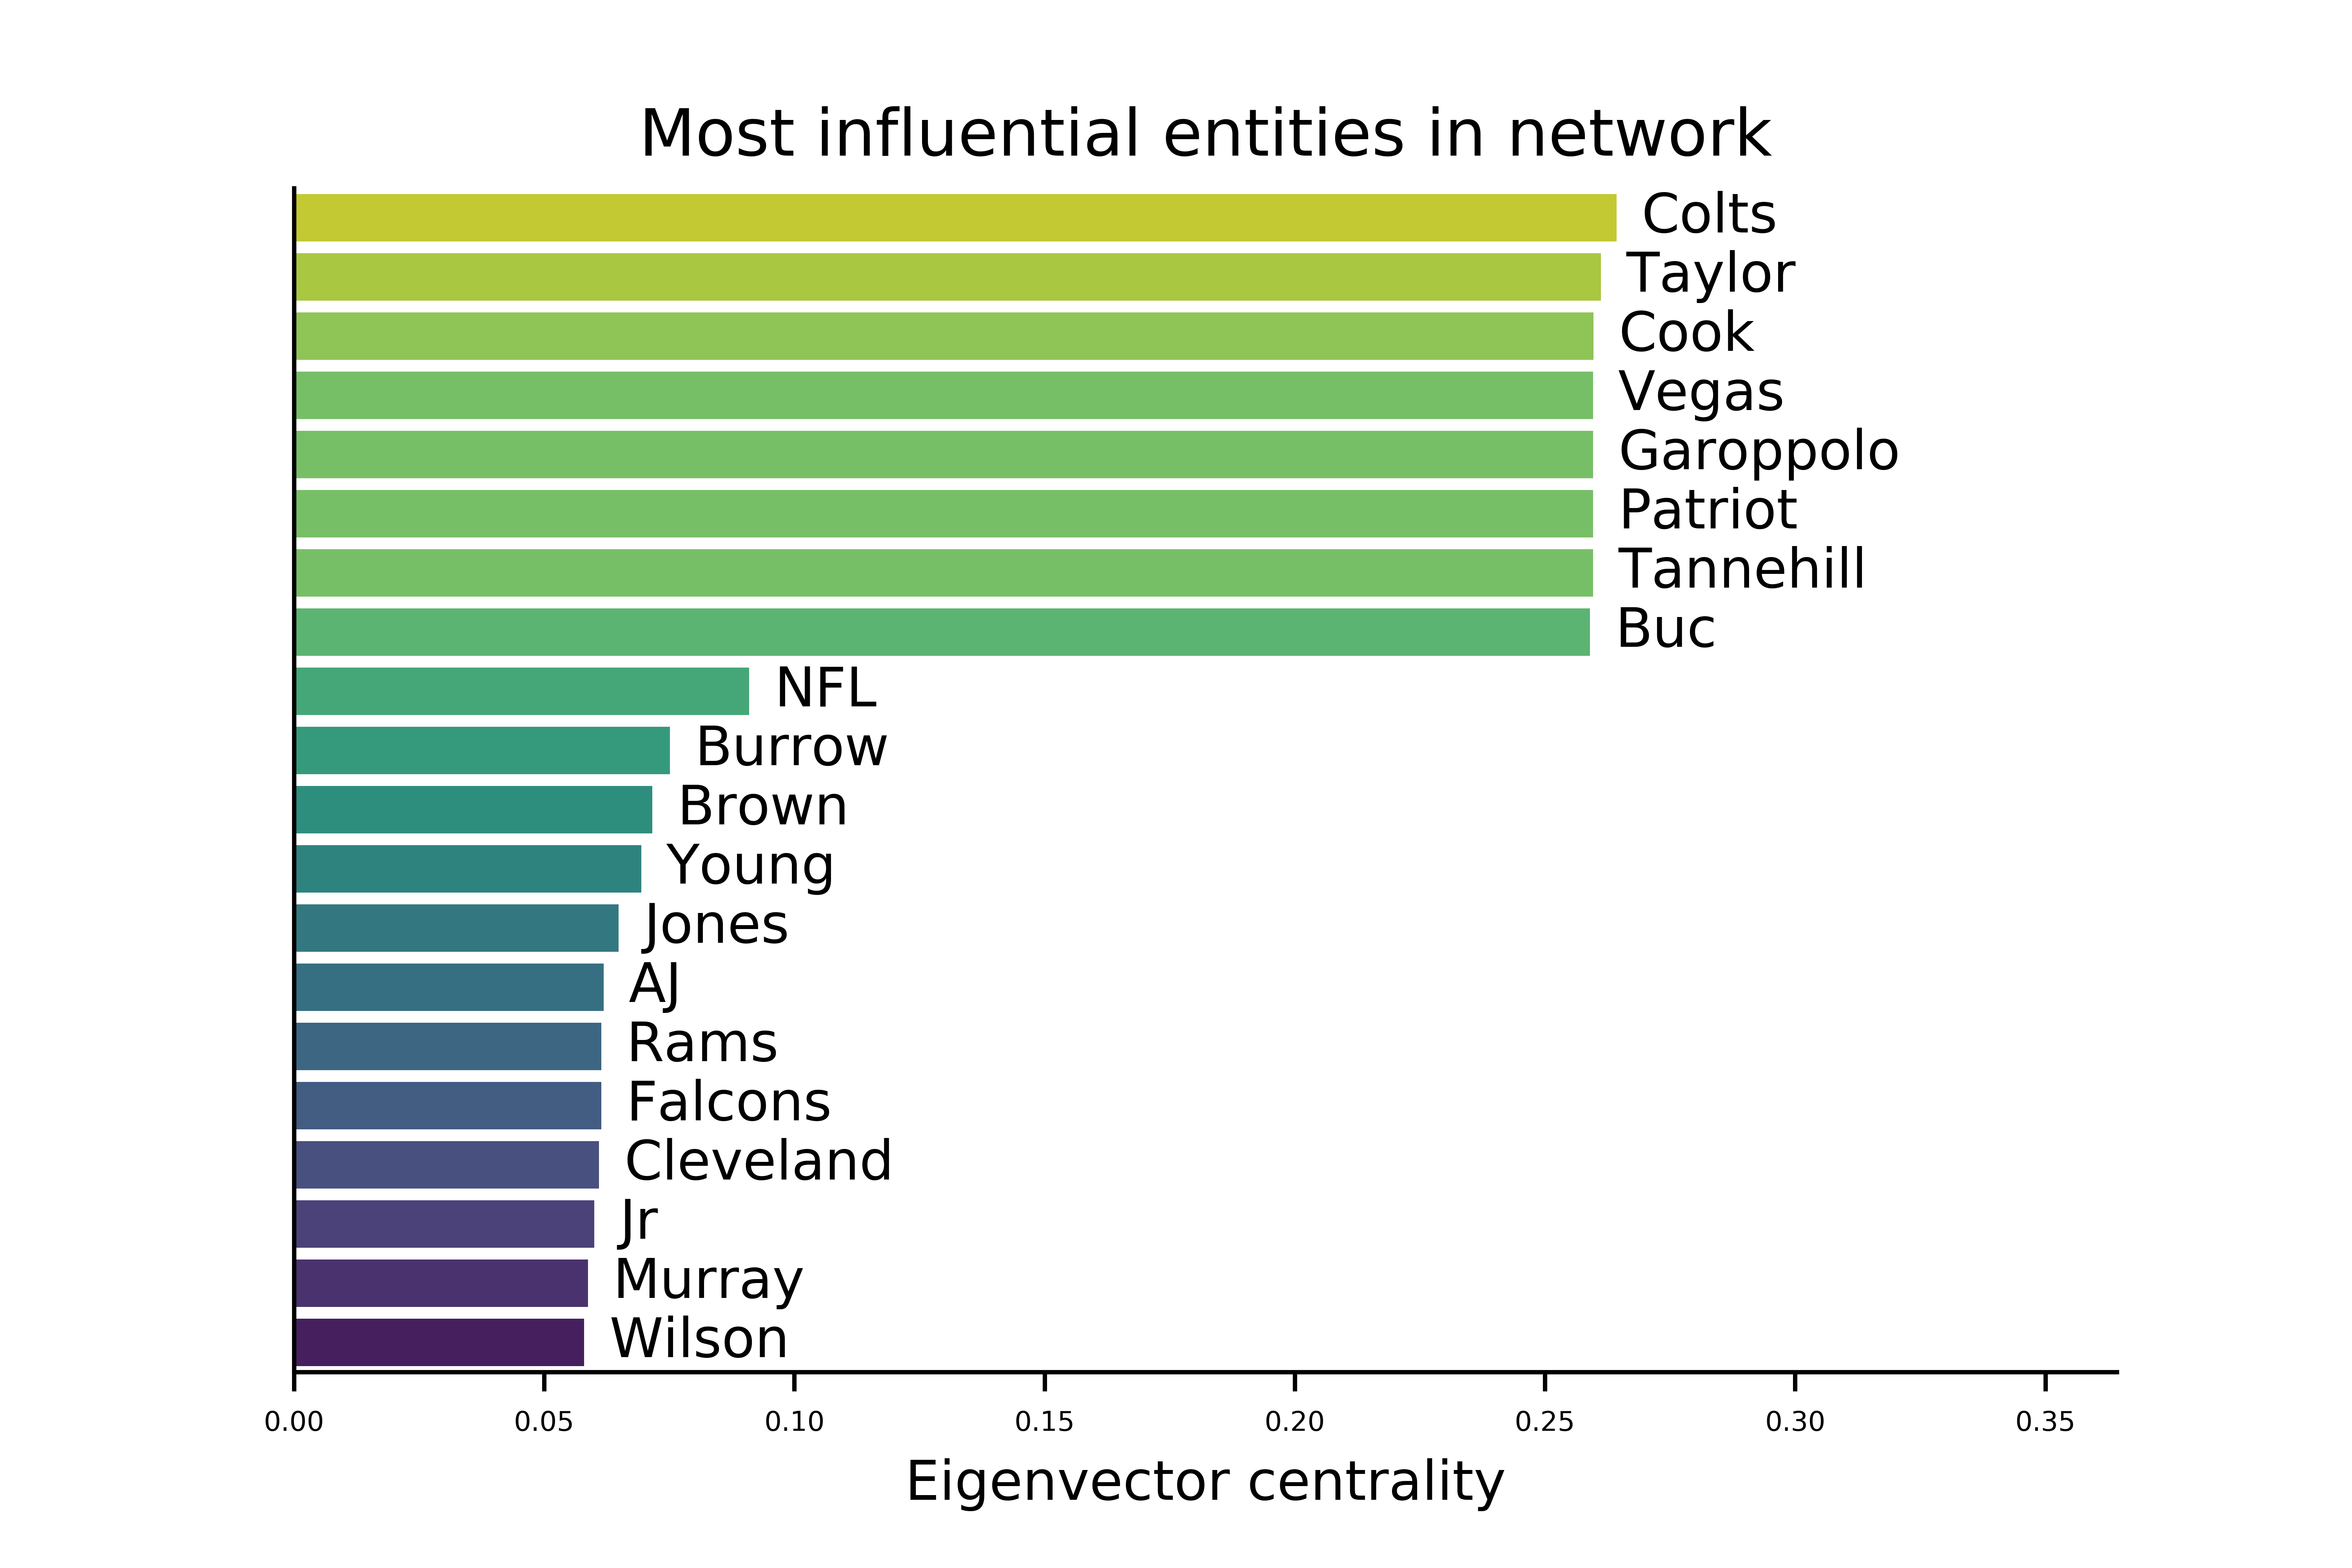 Most influential entities in network
Colts
Taylor
Cook
Vegas
Garoppolo
Patriot
Tannehill
Buc
NFL
Burrow
Brown
Young
Jones
AJ
Rams
Falcons
Cleveland
Jr
Murray
Wilson
0.00 0.05 0.10 0.15 0.20 0.25 0.30 0.35
Eigenvector centrality